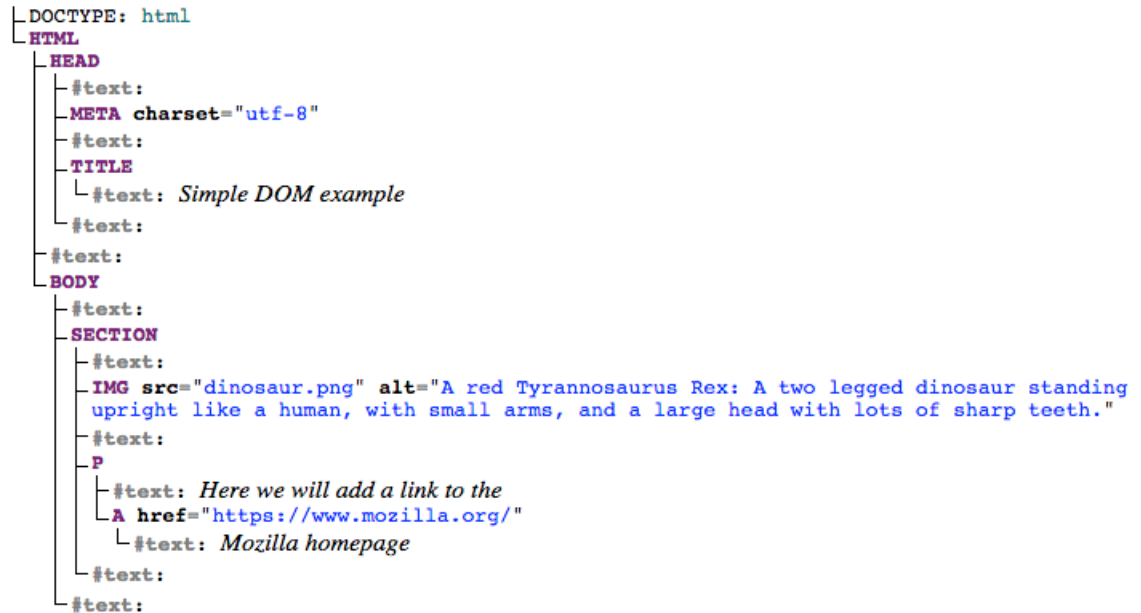 DOCTYPE: html
HTML
HEAD
#text:
META charset="utf-8"
#text:
TITLE
#text: Simple DOM example
#text:
#text:
BODY
#text:
SECTION
#text:
IMG src="dinosaur.png" alt="A red Tyrannosaurus Rex: A two legged dinosaur standing
upright like a human, with small arms, and a large head with lots of sharp teeth."
#text:
P
#text: Here we will add a link to the
A href="https://www.mozilla.org/"
#text: Mozilla homepage
#text:
#text: